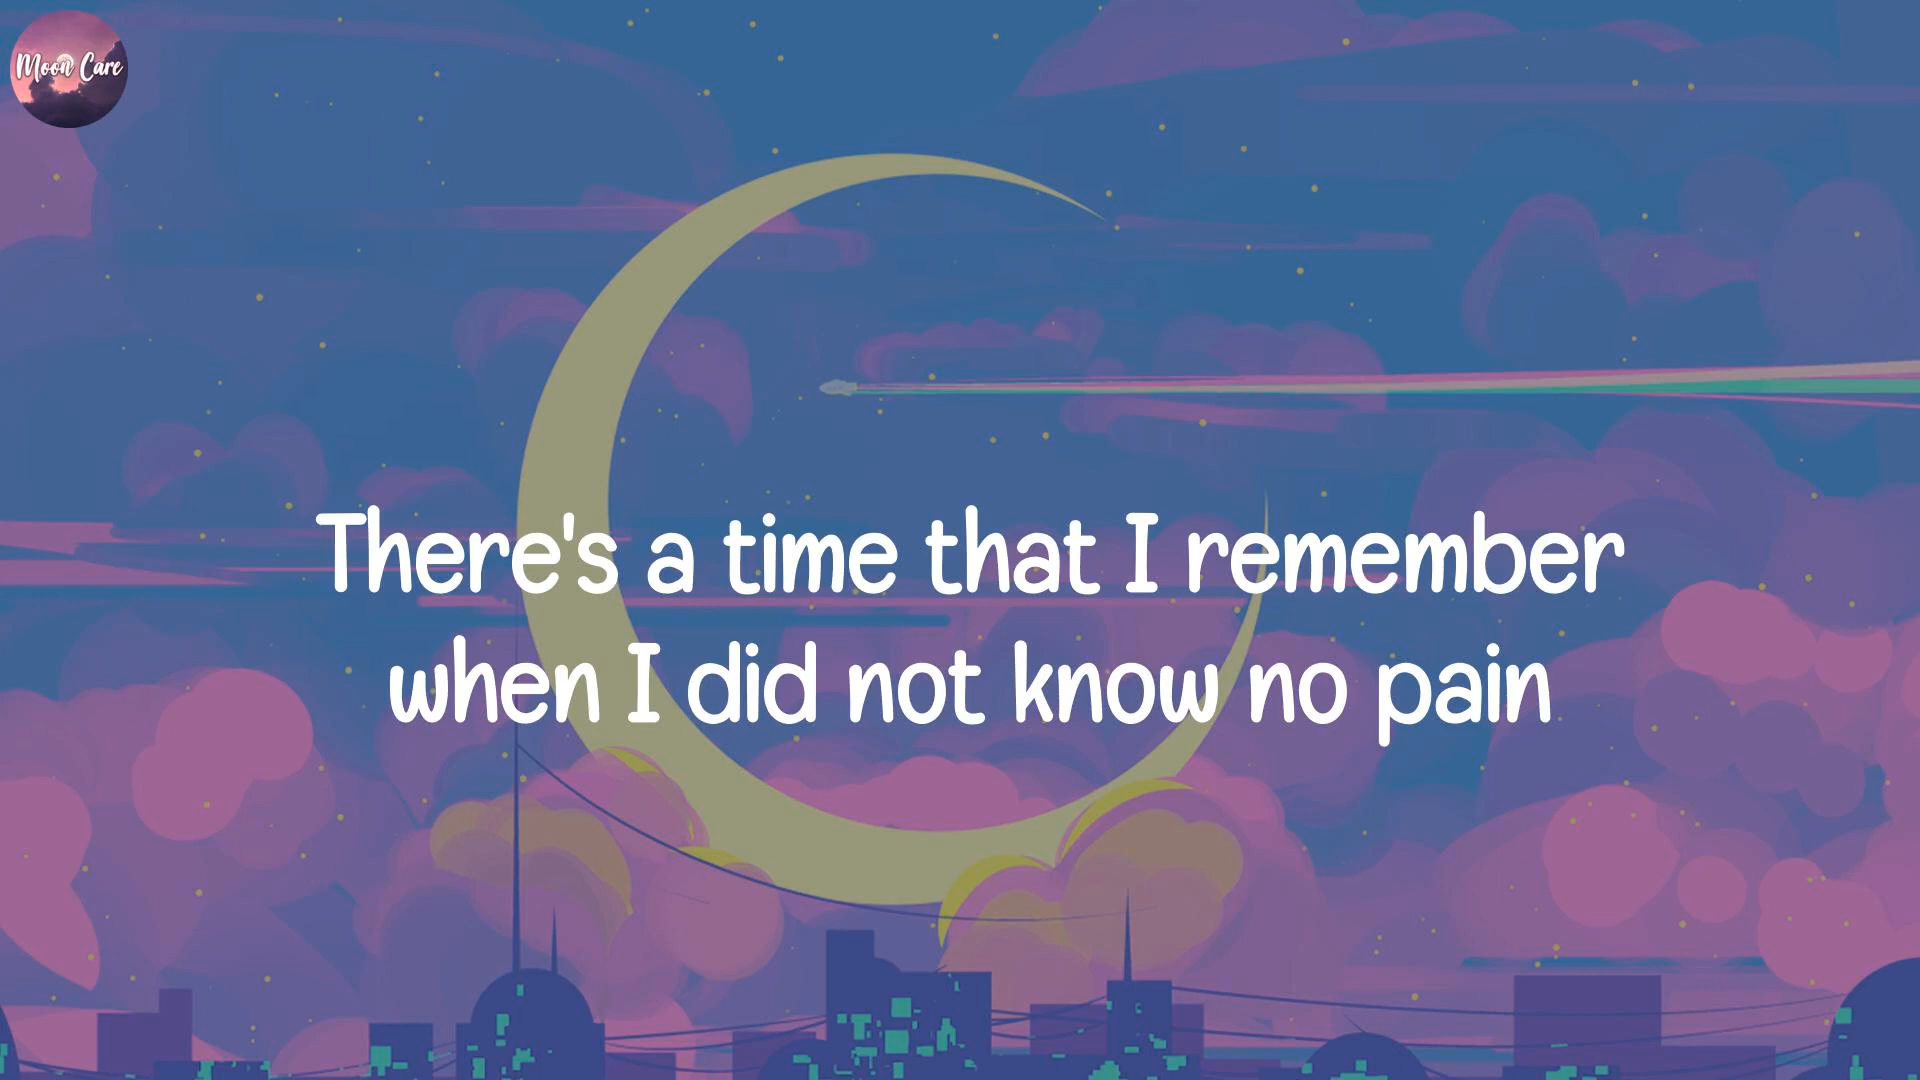 Moon Care
There's a time that I remember
when I did not know no pain